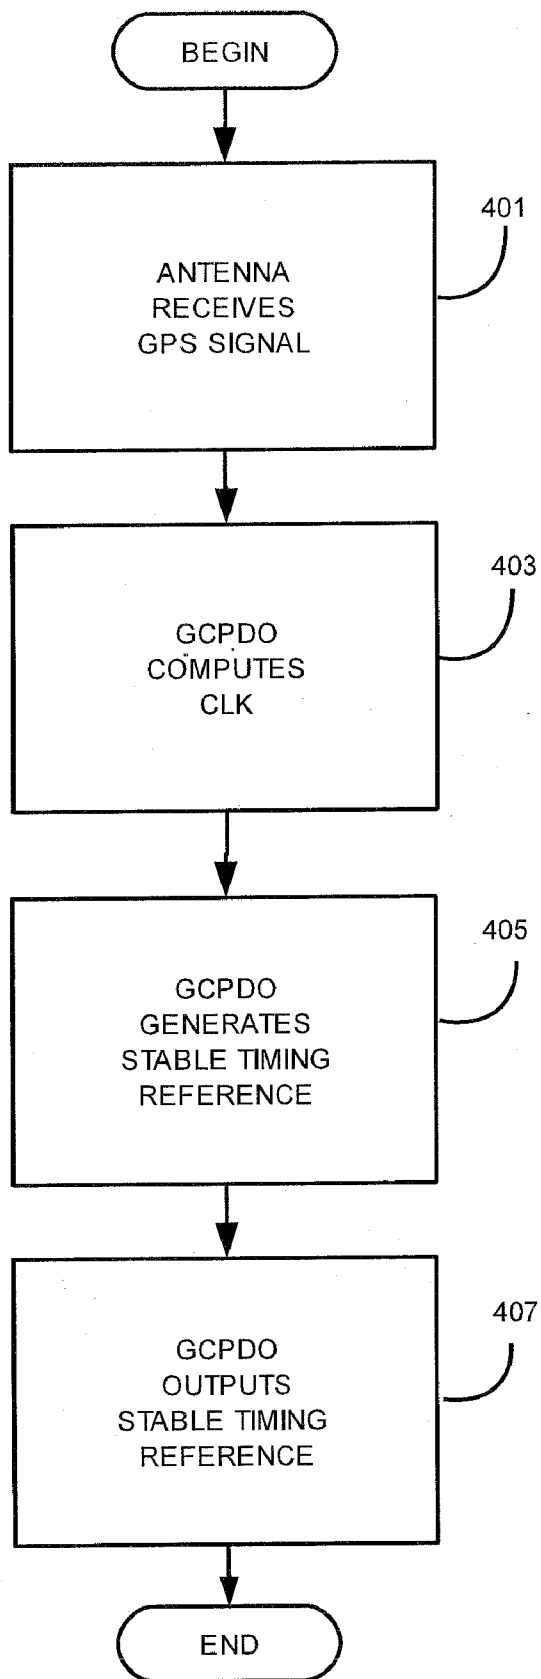 BEGIN
401
ANTENNA
RECEIVES
GPS SIGNAL
403
GCPDO
COMPUTES
CLK
405
GCPDO
GENERATES
STABLE TIMING
REFERENCE
407
GCPDO
OUTPUTS
STABLE TIMING
REFERENCE
END